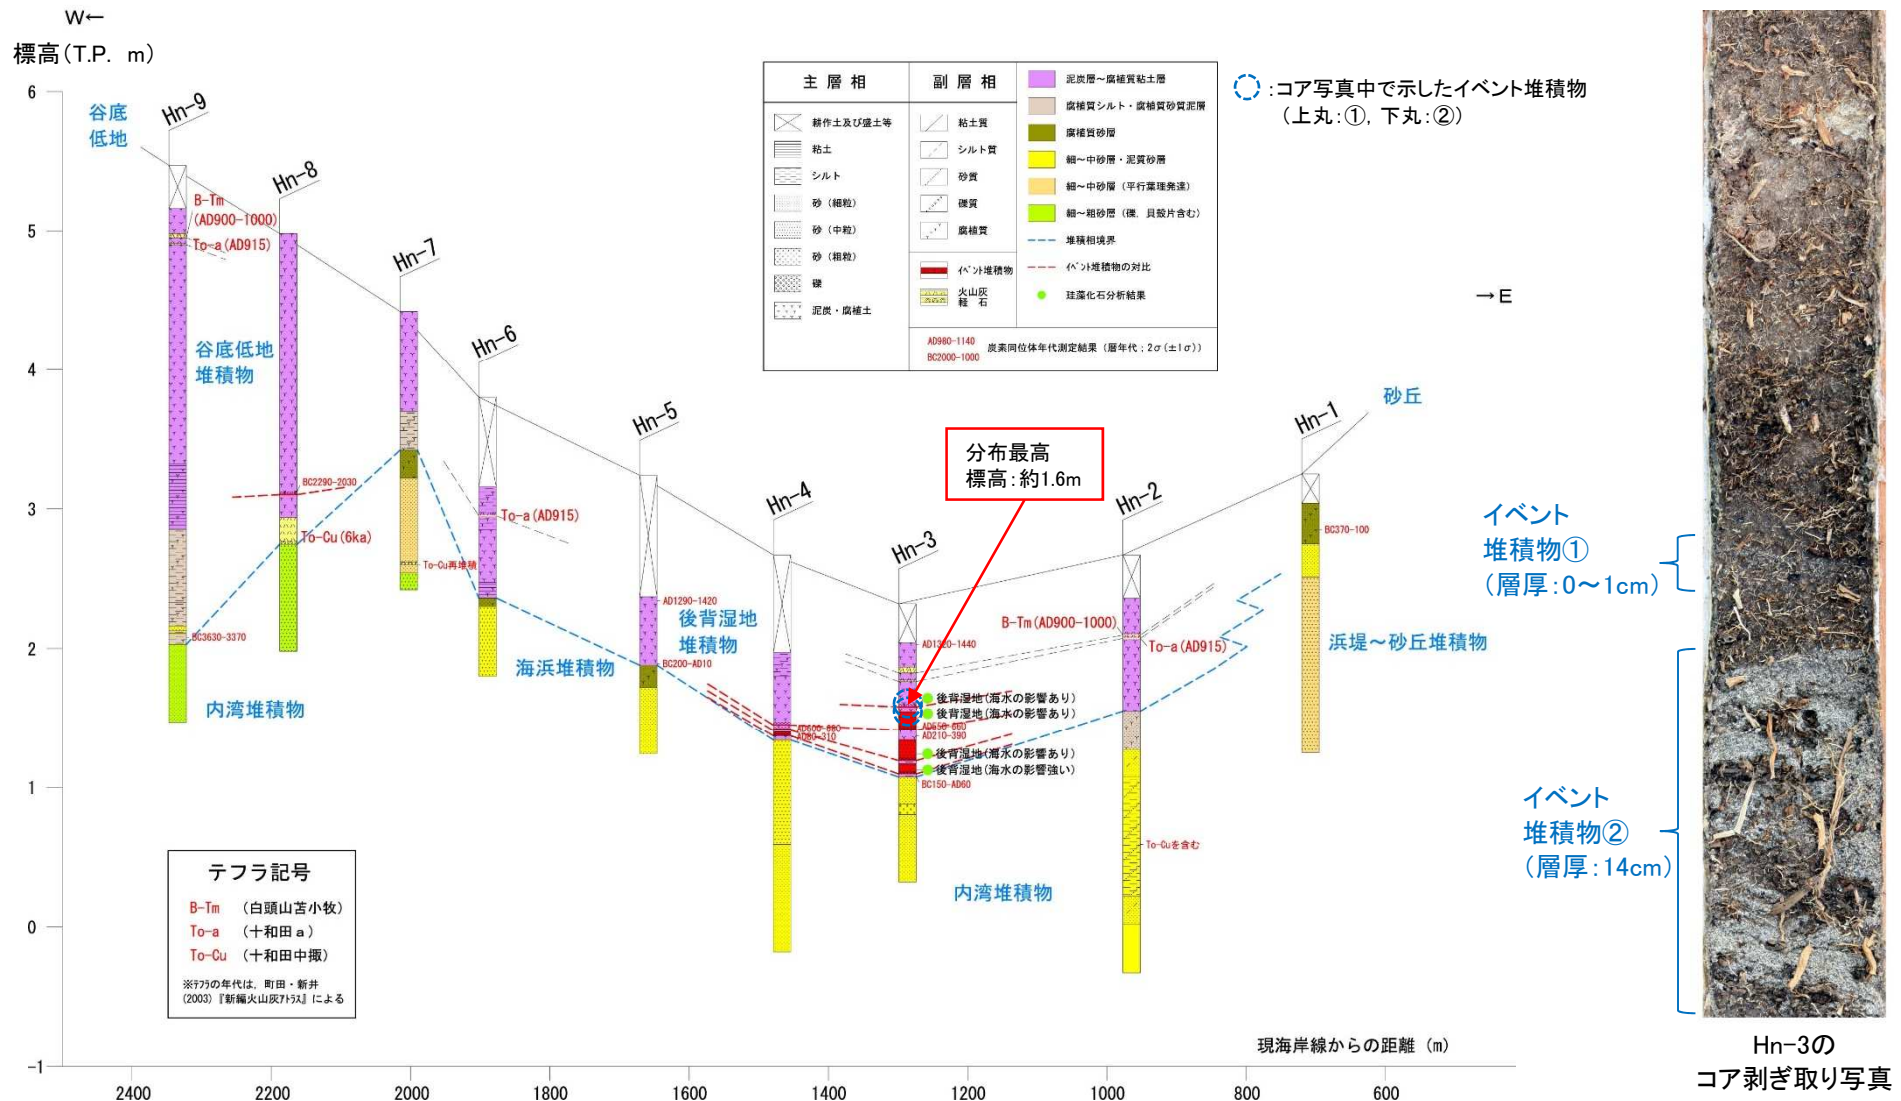 W←
標高(T.P. m)
6
5
4
3
2
1
0
-1
2400
2200
2000
1800
1600
1400
1200
1000
800
600
現海岸線からの距離 (m)
→E
谷底
低地
Hn-9
Hn-8
Hn-7
Hn-6
Hn-5
Hn-4
Hn-3
Hn-2
Hn-1
砂丘
B-Tm
(AD900-1000)
To-a(AD915)
谷底低地
堆積物
BC2290-2030
To-Cu(6ka)
BC3630-3370
内湾堆積物
To-Cu再堆積
To-a(AD915)
海浜堆積物
AD1290-1420
後背湿地
堆積物
BC200-AD10
AD600-680
AD80-310
分布最高
標高:約1.6m
AD1320-1440
後背湿地(海水の影響あり)
後背湿地(海水の影響あり)
AD550-660
AD210-390
後背湿地(海水の影響あり)
後背湿地(海水の影響強い)
BC150-AD60
B-Tm(AD900-1000)
To-a(AD915)
To-Cuを含む
内湾堆積物
BC370-100
浜堤~砂丘堆積物
主層相
耕作土及び盛土等
粘土
シルト
砂(細粒)
砂(中粒)
砂(粗粒)
礫
泥炭・腐植土
副層相
粘土質
シルト質
砂質
礫質
腐植質
イベント堆積物
火山灰
軽石
泥炭層~腐植質粘土層
腐植質シルト・腐植質砂質泥層
腐植質砂層
細~中砂層・泥質砂層
細~中砂層(平行葉理発達)
細~粗砂層(礫、貝殻片含む)
堆積相境界
イベント堆積物の対比
珪藻化石分析結果
AD980-1140
BC2000-1000
炭素同位体年代測定結果(暦年代;2σ(±1σ))
:コア写真中で示したイベント堆積物
(上丸:①, 下丸:②)
テフラ記号
B-Tm (白頭山苫小牧)
To-a (十和田a)
To-Cu (十和田中掫)
※テフラの年代は、町田・新井
(2003)『新編火山灰アトラス』による
イベント
堆積物①
(層厚:0~1cm)
イベント
堆積物②
(層厚:14cm)
Hn-3の
コア剥ぎ取り写真